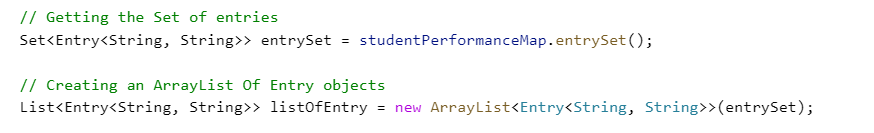 // Getting the Set of entries
Set<Entry<String, String>> entrySet = studentPerformanceMap.entrySet();
// Creating an ArrayList Of Entry objects
List<Entry<String, String>> listOfEntry = new ArrayList<Entry<String, String>>(entrySet);